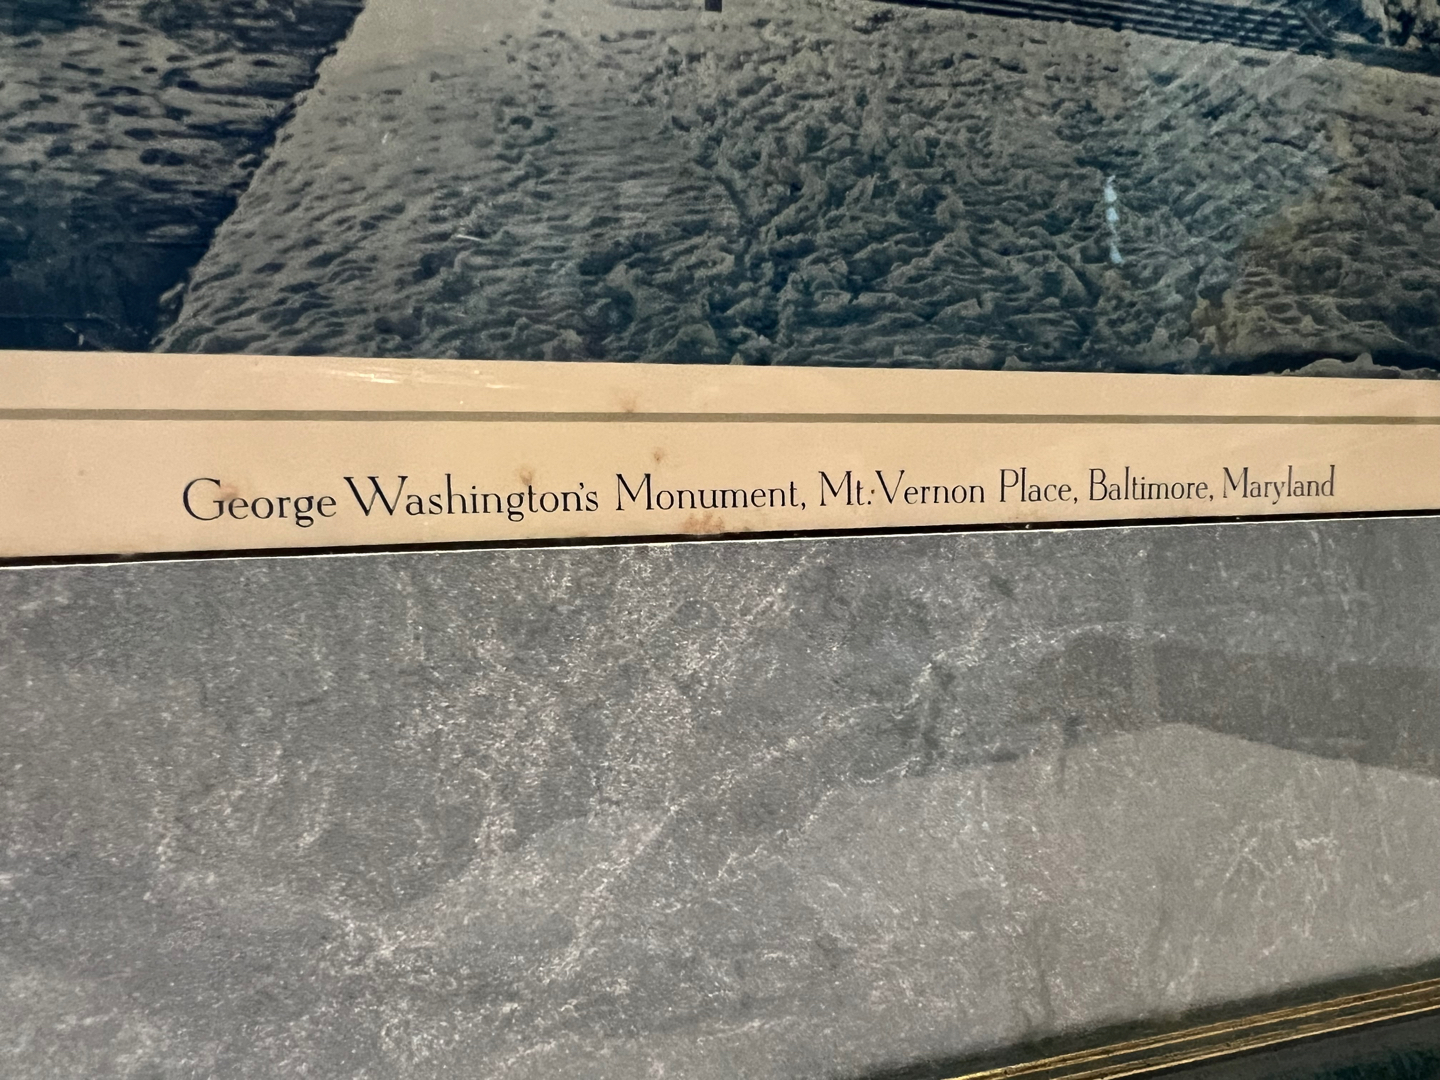 George Washington's Monument, Mt. Vernon Place, Baltimore, Maryland